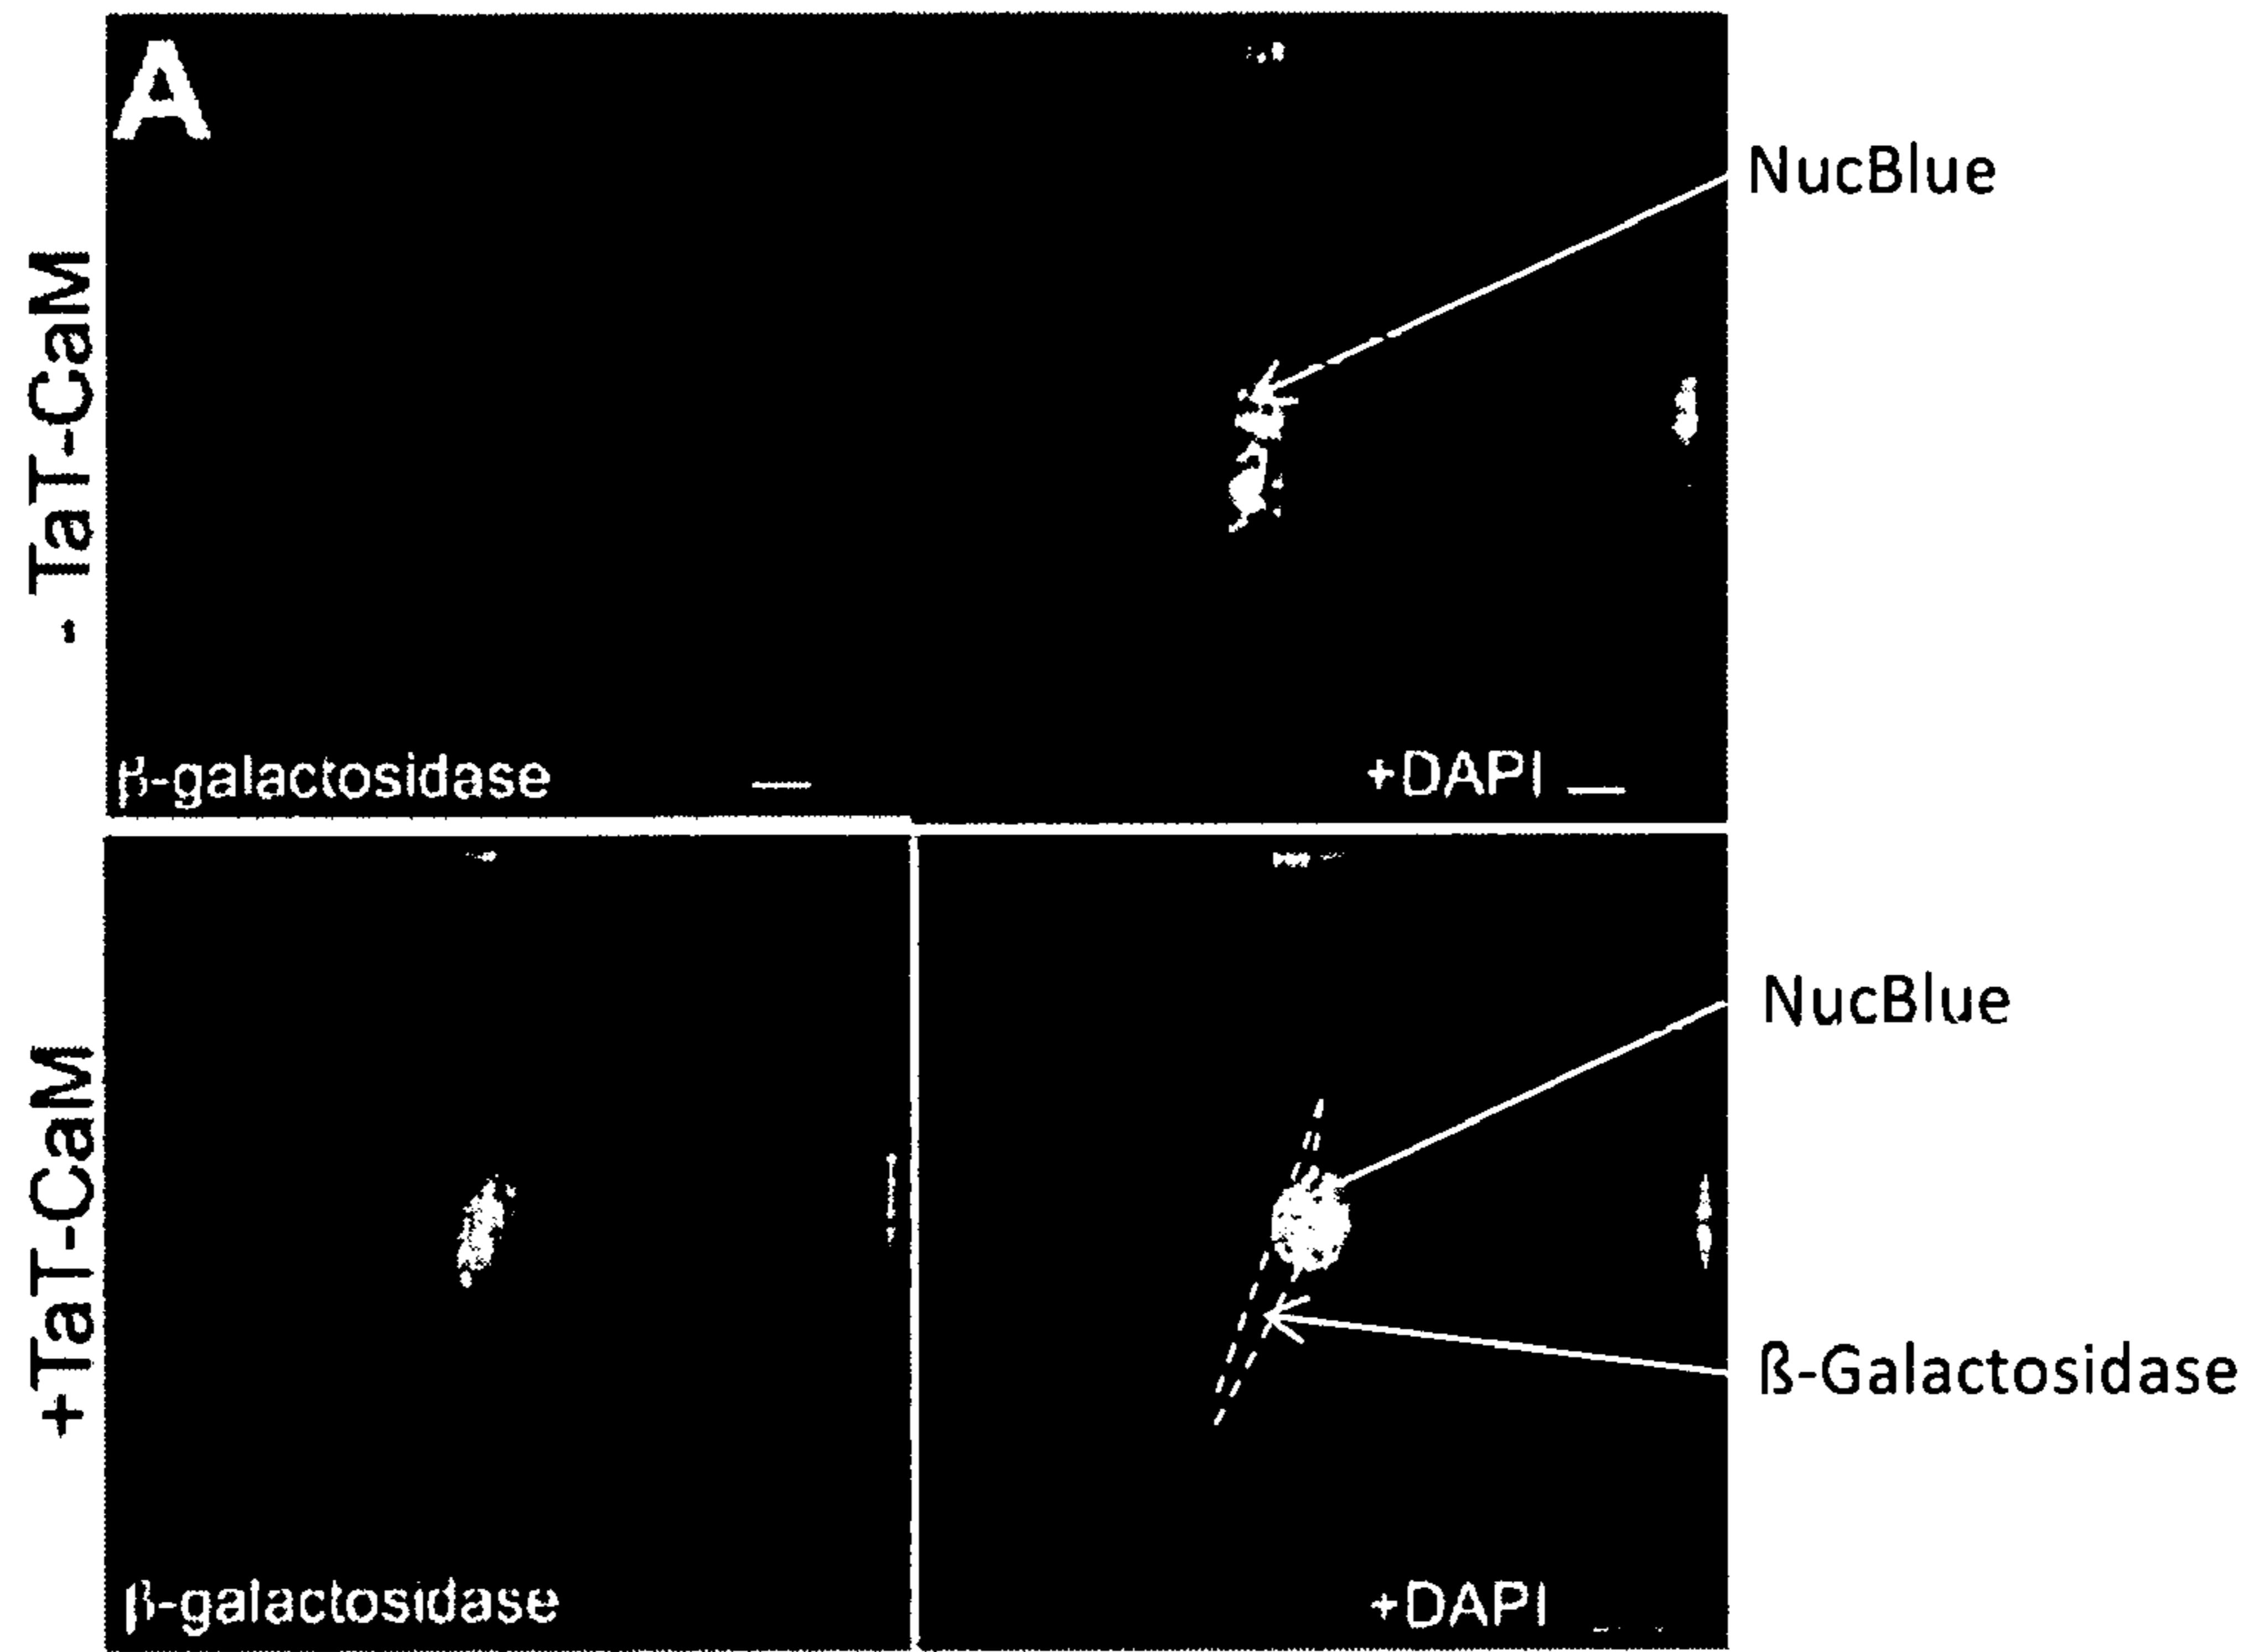 A
NucBlue
- TaT-CaM
β-galactosidase
+DAPI
NucBlue
+TaT-CaM
ß-Galactosidase
β-galactosidase
+DAPI